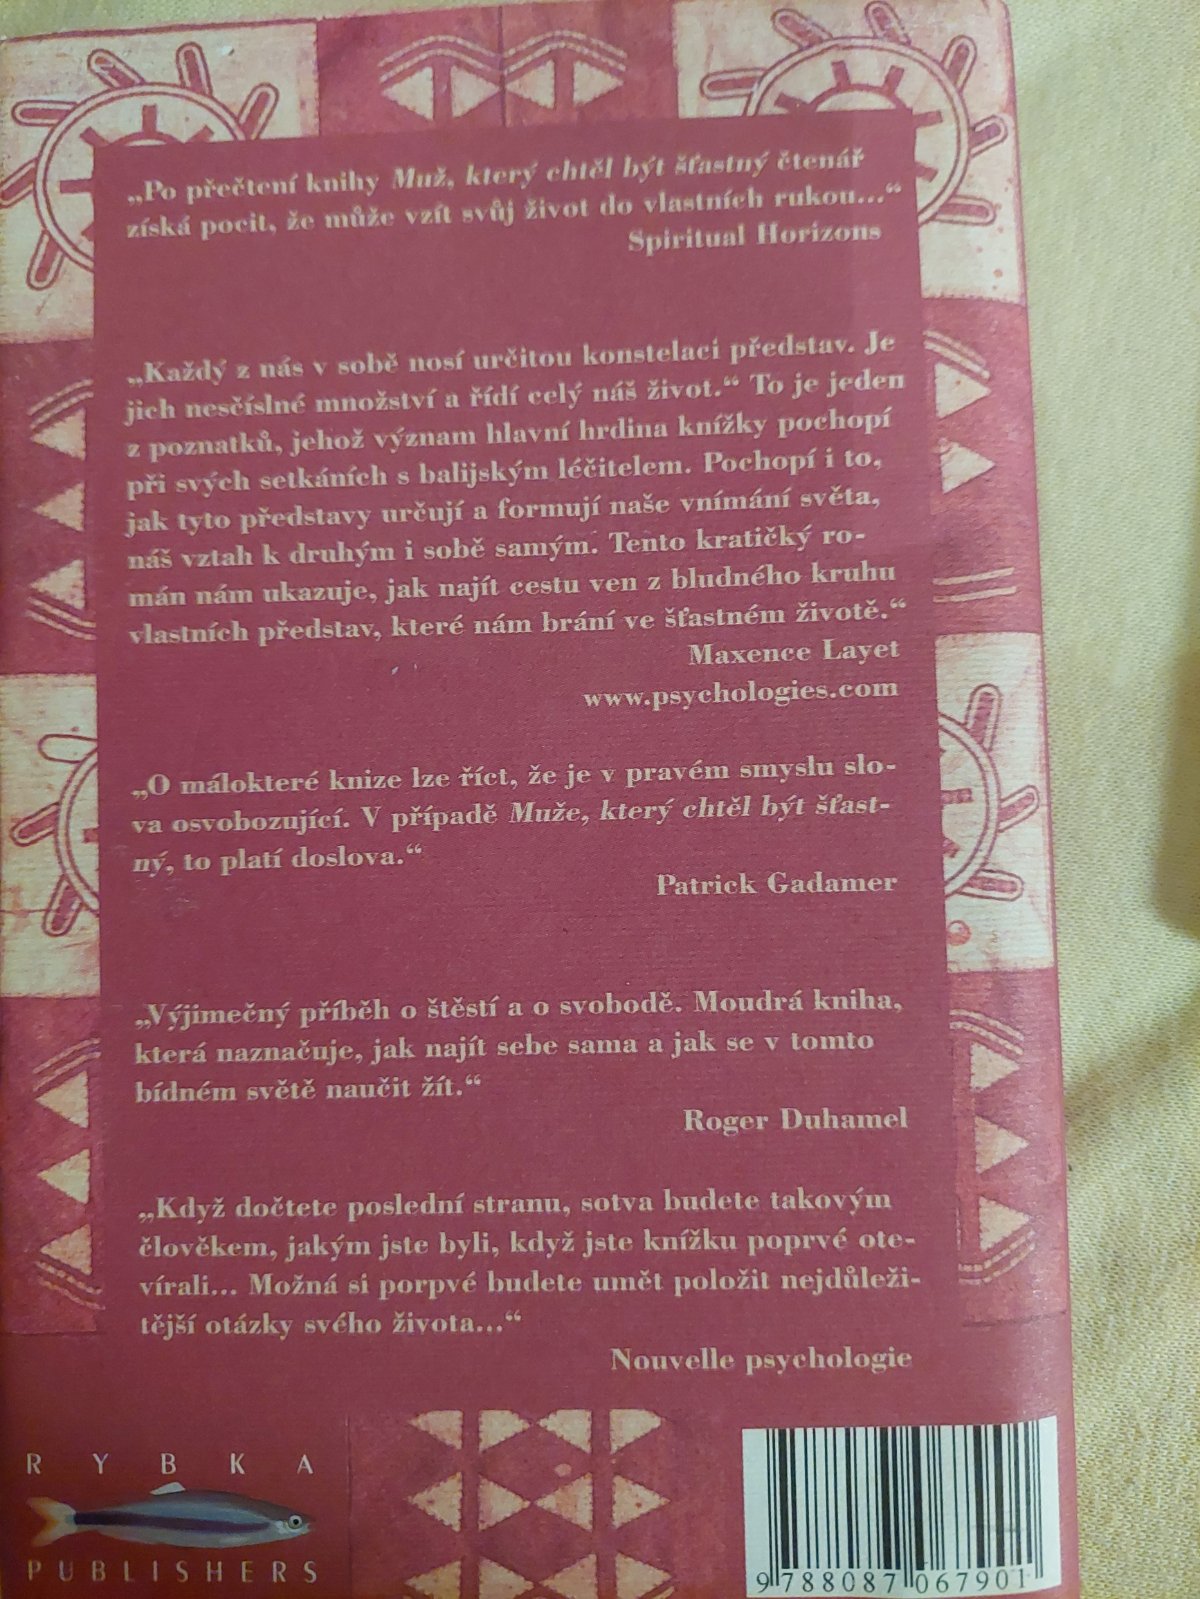 „Po přečtení knihy Muž, který chtěl být šťastný čtenář
získá pocit, že může vzít svůj život do vlastních rukou...“
Spiritual Horizons
„Každý z nás v sobě nosí určitou konstelaci představ. Je
jich nesčíslné množství a řídí celý náš život.“ To je jeden
z poznatků, jehož význam hlavní hrdina knížky pochopí
při svých setkáních s balijským léčitelem. Pochopí i to,
jak tyto představy určují a formují naše vnímání světa,
náš vztah k druhým i sobě samým. Tento kratičký ro-
mán nám ukazuje, jak najít cestu ven z bludného kruhu
vlastních představ, které nám brání ve šťastném životě.“
Maxence Layet
www.psychologies.com
„O málokteré knize lze říct, že je v pravém smyslu slo-
va osvobozující. V případě Muže, který chtěl být šťast-
ný, to platí doslova.“
Patrick Gadamer
„Výjimečný příběh o štěstí a o svobodě. Moudrá kniha,
která naznačuje, jak najít sebe sama a jak se v tomto
bídném světě naučit žít.“
Roger Duhamel
„Když dočtete poslední stranu, sotva budete takovým
člověkem, jakým jste byli, když jste knížku poprvé ote-
vírali... Možná si porpvé budete umět položit nejdůleži-
tější otázky svého života...“
Nouvelle psychologie
RYBKA
PUBLISHERS
9 788087 067901